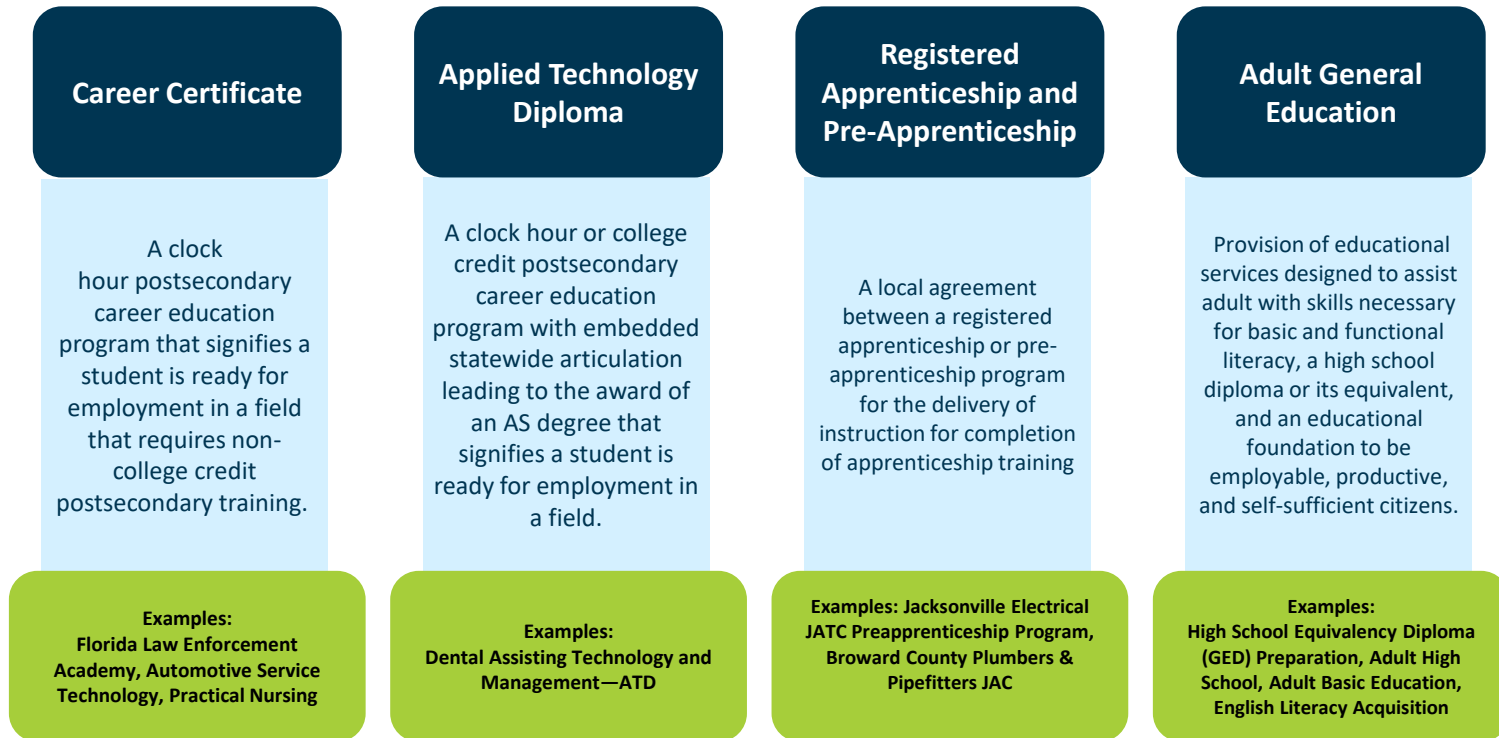 Career Certificate
A clock
hour postsecondary
career education
program that signifies a
student is ready for
employment in a field
that requires non-
college credit
postsecondary training.
Examples:
Florida Law Enforcement
Academy, Automotive Service
Technology, Practical Nursing
Applied Technology
Diploma
A clock hour or college
credit postsecondary
career education
program with embedded
statewide articulation
leading to the award of
an AS degree that
signifies a student is
ready for employment in
a field.
Examples:
Dental Assisting Technology and
Management—ATD
Registered
Apprenticeship and
Pre-Apprenticeship
A local agreement
between a registered
apprenticeship or pre-
apprenticeship program
for the delivery of
instruction for completion
of apprenticeship training
Examples: Jacksonville Electrical
JATC Preapprenticeship Program,
Broward County Plumbers &
Pipefitters JAC
Adult General
Education
Provision of educational
services designed to assist
adult with skills necessary
for basic and functional
literacy, a high school
diploma or its equivalent,
and an educational
foundation to be
employable, productive,
and self-sufficient citizens.
Examples:
High School Equivalency Diploma
(GED) Preparation, Adult High
School, Adult Basic Education,
English Literacy Acquisition